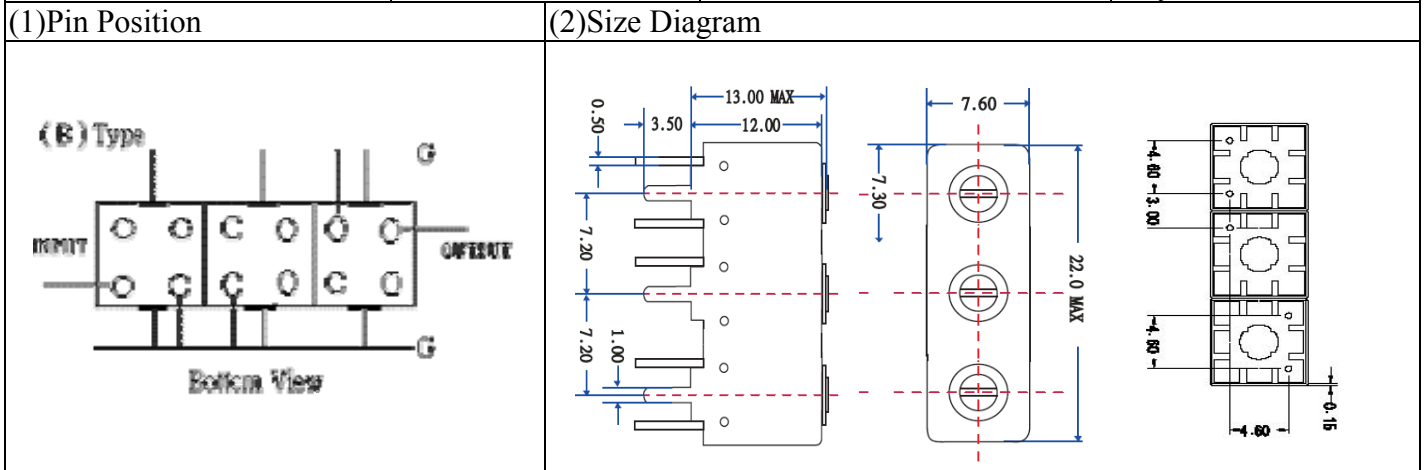 (1)Pin Position
(2)Size Diagram
(B)Type
G
INPUT
OUTPUT
G
Bottom View
13.00 MAX
3.50
12.00
0.50
7.20
7.20
1.00
7.60
7.30
22.0 MAX
4.60
3.00
4.60
4.60
0.15